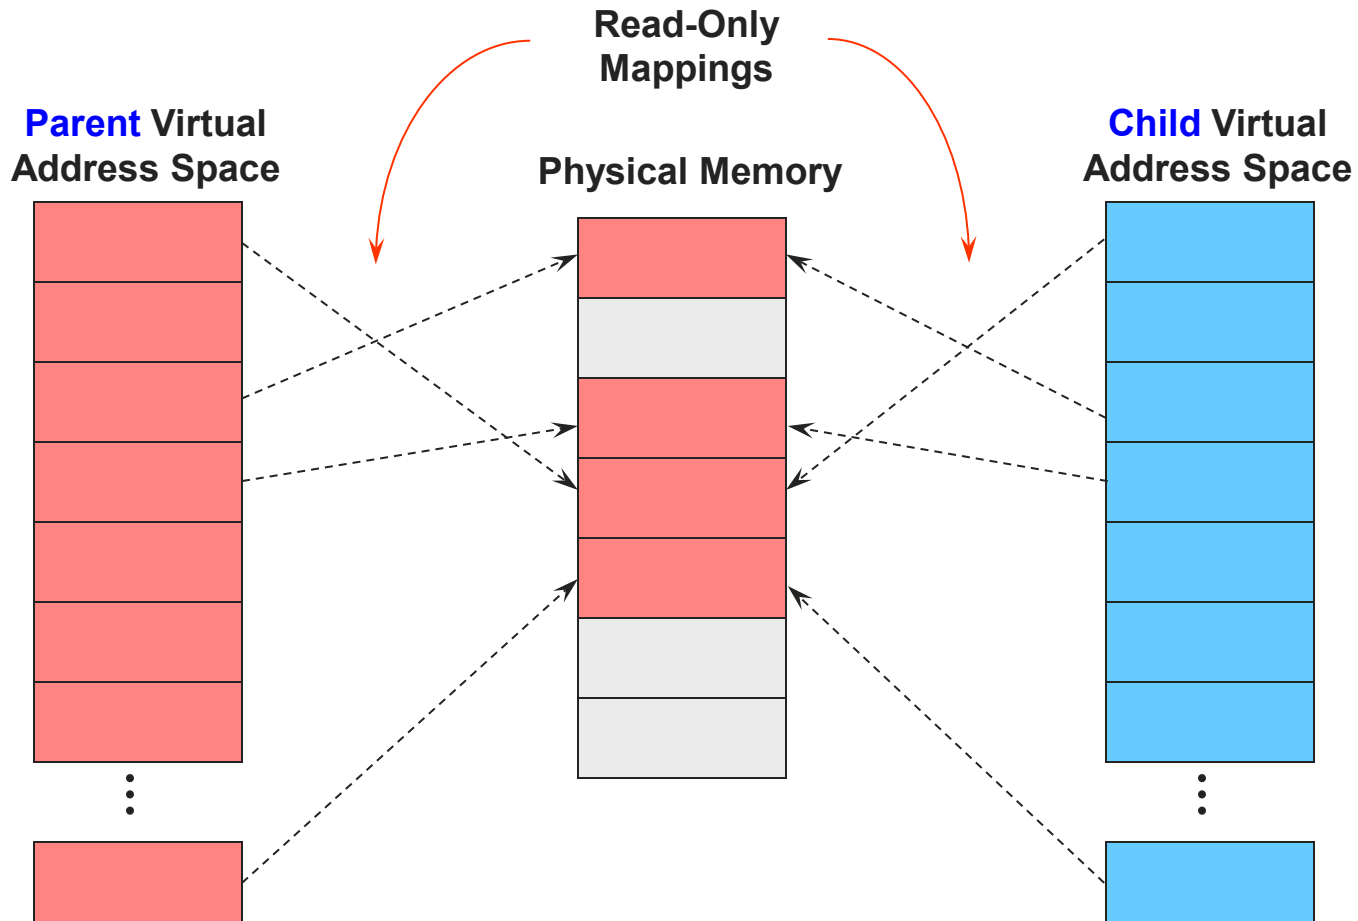 Read-Only
Mappings
Parent Virtual
Address Space
Physical Memory
Child Virtual
Address Space